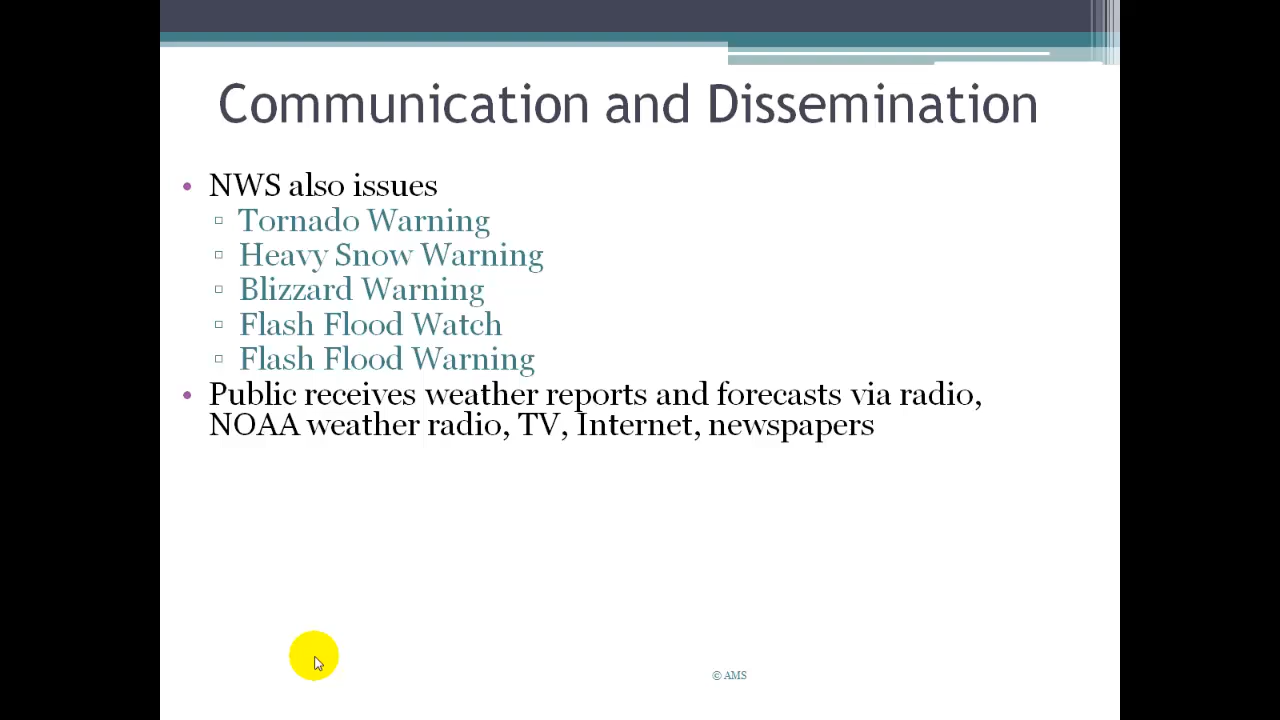 Communication and Dissemination
• NWS also issues
▫ Tornado Warning
▫ Heavy Snow Warning
▫ Blizzard Warning
▫ Flash Flood Watch
▫ Flash Flood Warning
• Public receives weather reports and forecasts via radio,
NOAA weather radio, TV, Internet, newspapers
© AMS